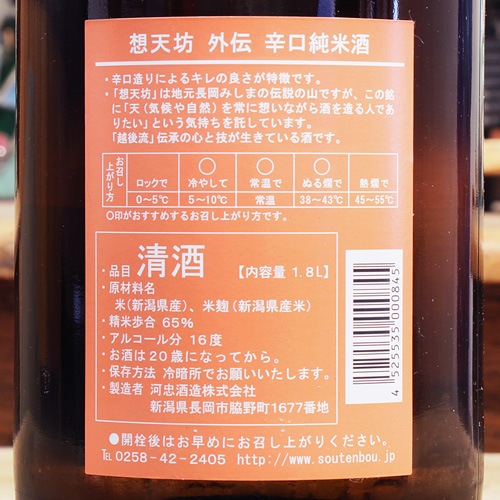 想天坊 外伝 辛口純米酒
・辛口造りによるキレの良さが特徴です。
・「想天坊」は地元長岡みしまの伝説の山ですが、この銘
に「天(気候や自然)を常に想いながら酒を造る人であ
りたい」という気持ちを託しています。
「越後流」伝承の心と技が生きている酒です。
お召し上がり方 ロックで ○冷やして ○常温で ○ぬる燗で 熱燗で
0〜5℃ 5〜10℃ 常温 38〜43℃ 45〜55℃
○印がおすすめするお召し上がり方です。
・品目 清酒 【内容量 1.8L】
・原材料名
米(新潟県産)、米麹(新潟県産米)
・精米歩合 65%
・アルコール分 16度
・お酒は20歳になってから。
・保存方法 冷暗所でお願いいたします。
・製造者 河忠酒造株式会社
新潟県長岡市脇野町1677番地
4 525535 000845
●開栓後はお早めにお召し上がりください。
TEL 0258-42-2405 http://www.soutenbou.jp